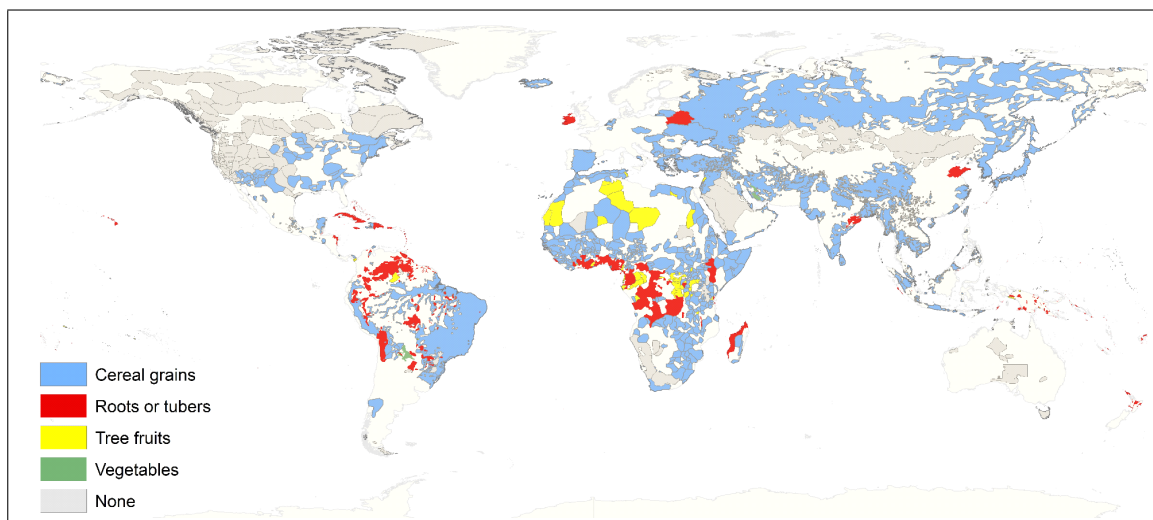 Cereal grains
Roots or tubers
Tree fruits
Vegetables
None